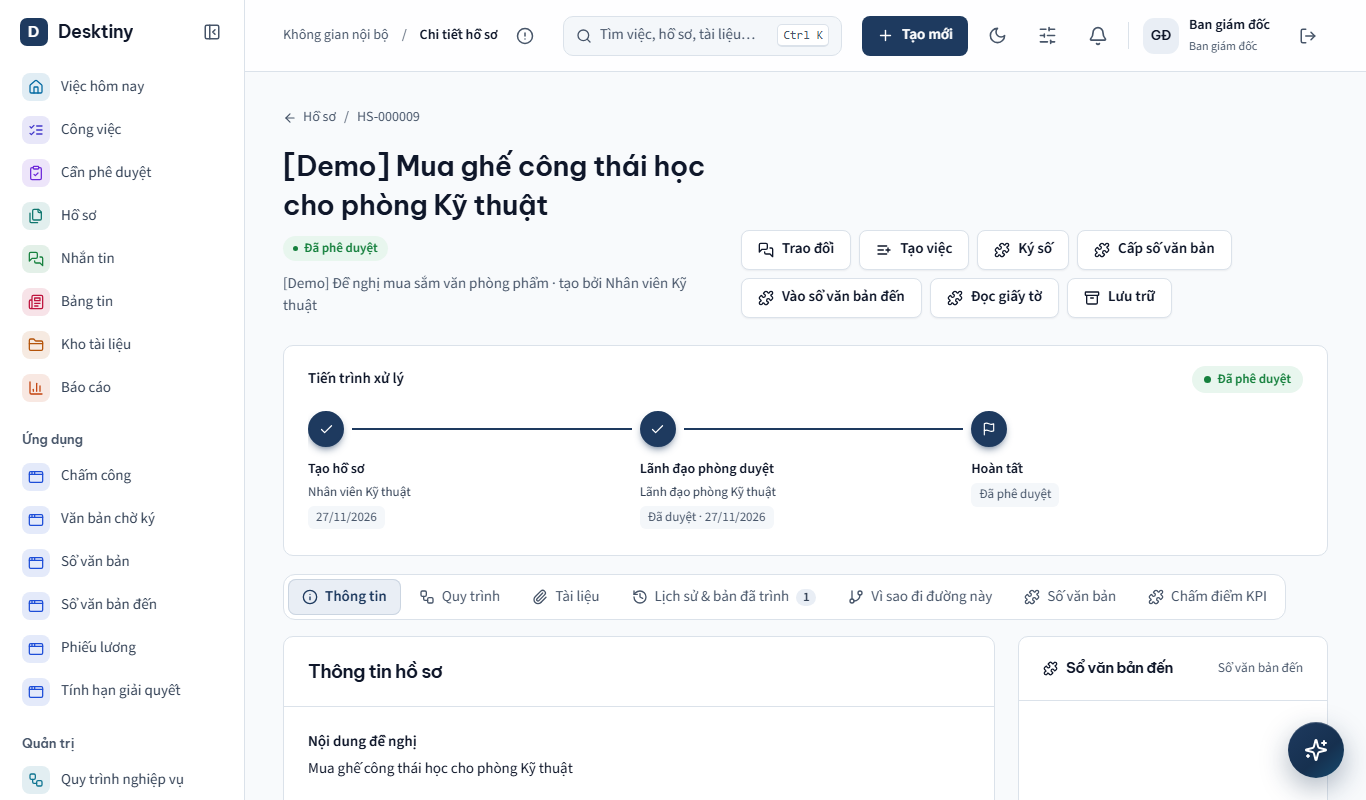 D Desktiny
Việc hôm nay
Công việc
Cần phê duyệt
Hồ sơ
Nhắn tin
Bảng tin
Kho tài liệu
Báo cáo
Ứng dụng
Chấm công
Văn bản chờ ký
Sổ văn bản
Sổ văn bản đến
Phiếu lương
Tính hạn giải quyết
Quản trị
Quy trình nghiệp vụ
Không gian nội bộ / Chi tiết hồ sơ
Tìm việc, hồ sơ, tài liệu… Ctrl K
Tạo mới
GĐ
Ban giám đốc
Ban giám đốc
Hồ sơ / HS-000009
[Demo] Mua ghế công thái học
cho phòng Kỹ thuật
Đã phê duyệt
[Demo] Đề nghị mua sắm văn phòng phẩm · tạo bởi Nhân viên Kỹ
thuật
Trao đổi Tạo việc Ký số Cấp số văn bản
Vào sổ văn bản đến Đọc giấy tờ Lưu trữ
Tiến trình xử lý Đã phê duyệt
Tạo hồ sơ
Nhân viên Kỹ thuật
27/11/2026
Lãnh đạo phòng duyệt
Lãnh đạo phòng Kỹ thuật
Đã duyệt · 27/11/2026
Hoàn tất
Đã phê duyệt
Thông tin Quy trình Tài liệu Lịch sử & bản đã trình 1 Vì sao đi đường này Số văn bản Chấm điểm KPI
Thông tin hồ sơ
Nội dung đề nghị
Mua ghế công thái học cho phòng Kỹ thuật
Sổ văn bản đến Sổ văn bản đến